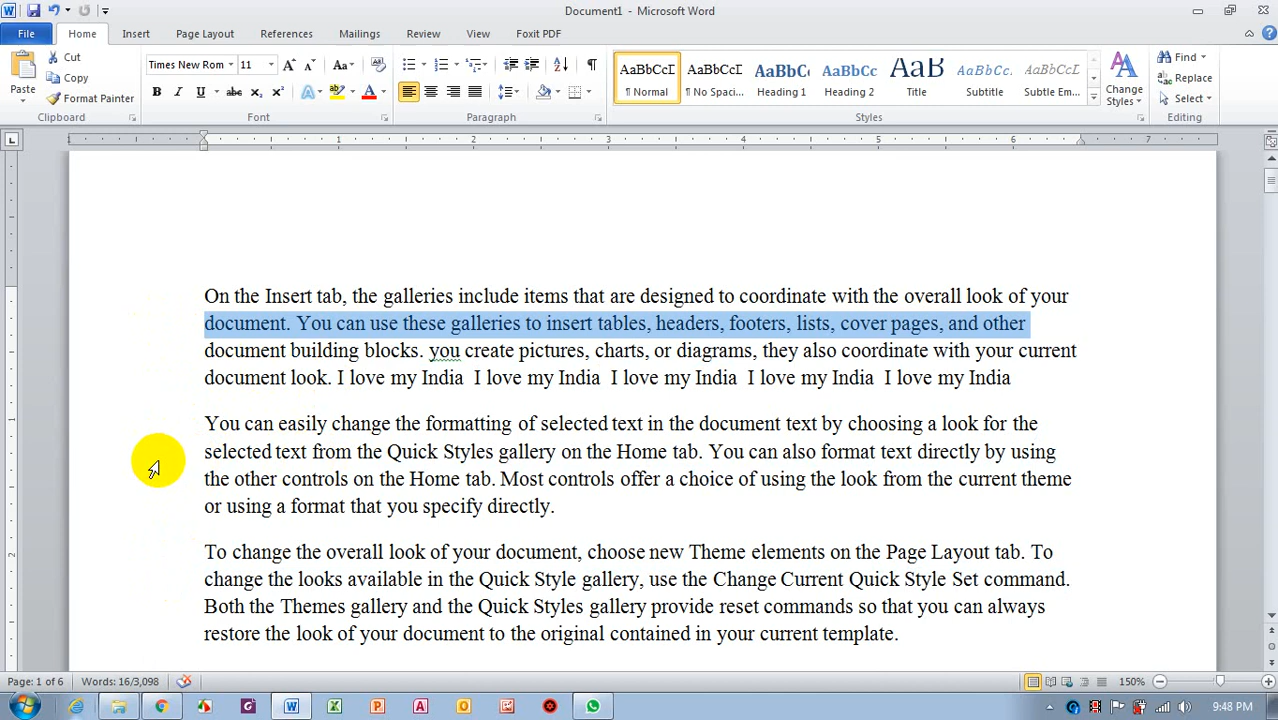 Document1 - Microsoft Word
File Home Insert Page Layout References Mailings Review View Foxit PDF
Paste
Cut
Copy
Format Painter
Clipboard
Times New Rom 11
Font
Paragraph
AaBbCcDt AaBbCcDt AaBbCc AaBbCc AaB AaBbCcDt AaBbCcDt
¶ Normal ¶ No Spaci... Heading 1 Heading 2 Title Subtitle Subtle Em...
Styles
Change Styles
Find
Replace
Select
Editing
1 1 2 3 4 5 6 7
On the Insert tab, the galleries include items that are designed to coordinate with the overall look of your
document. You can use these galleries to insert tables, headers, footers, lists, cover pages, and other
document building blocks. you create pictures, charts, or diagrams, they also coordinate with your current
document look. I love my India  I love my India  I love my India  I love my India  I love my India
You can easily change the formatting of selected text in the document text by choosing a look for the
selected text from the Quick Styles gallery on the Home tab. You can also format text directly by using
the other controls on the Home tab. Most controls offer a choice of using the look from the current theme
or using a format that you specify directly.
To change the overall look of your document, choose new Theme elements on the Page Layout tab. To
change the looks available in the Quick Style gallery, use the Change Current Quick Style Set command.
Both the Themes gallery and the Quick Styles gallery provide reset commands so that you can always
restore the look of your document to the original contained in your current template.
Page: 1 of 6 Words: 16/3,098 150%
9:48 PM